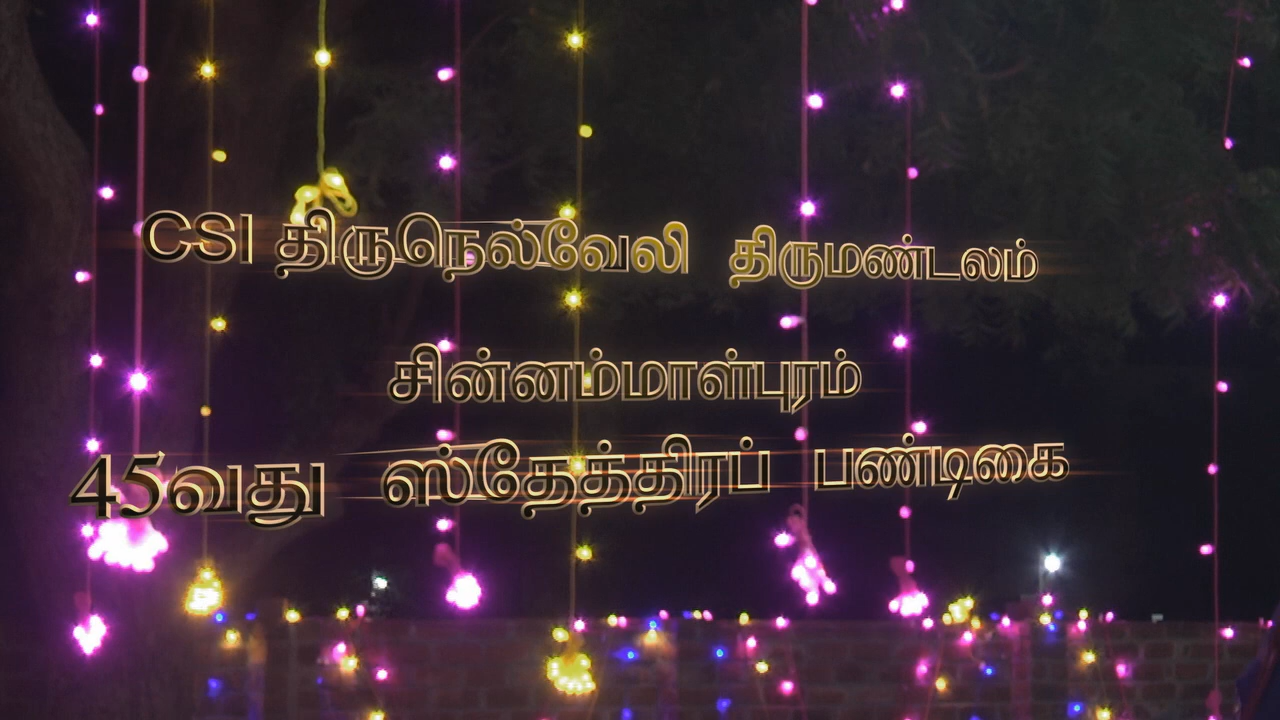 CSI திருநெல்வேலி திருமண்டலம்
சின்னம்மாள்புரம்
45வது ஸ்தேத்திரப் பண்டிகை